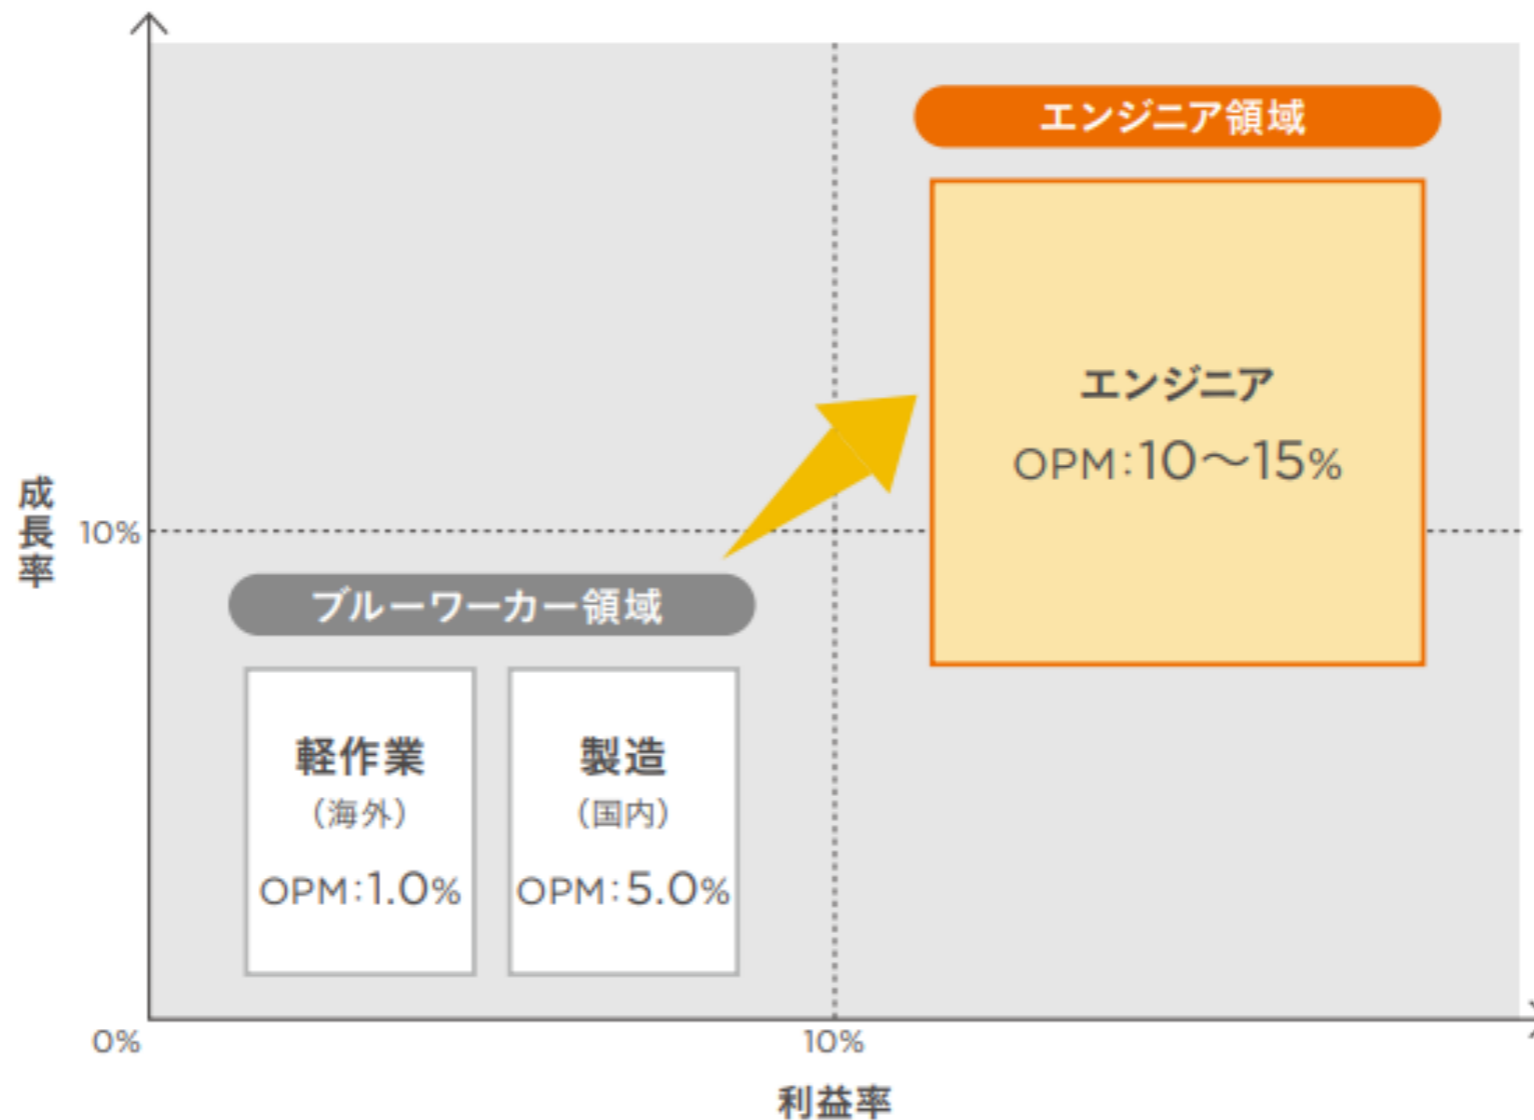 エンジニア領域
エンジニア
OPM:10〜15%
成長率
10%
ブルーワーカー領域
軽作業
（海外）
OPM:1.0%
製造
（国内）
OPM:5.0%
0%
10%
利益率